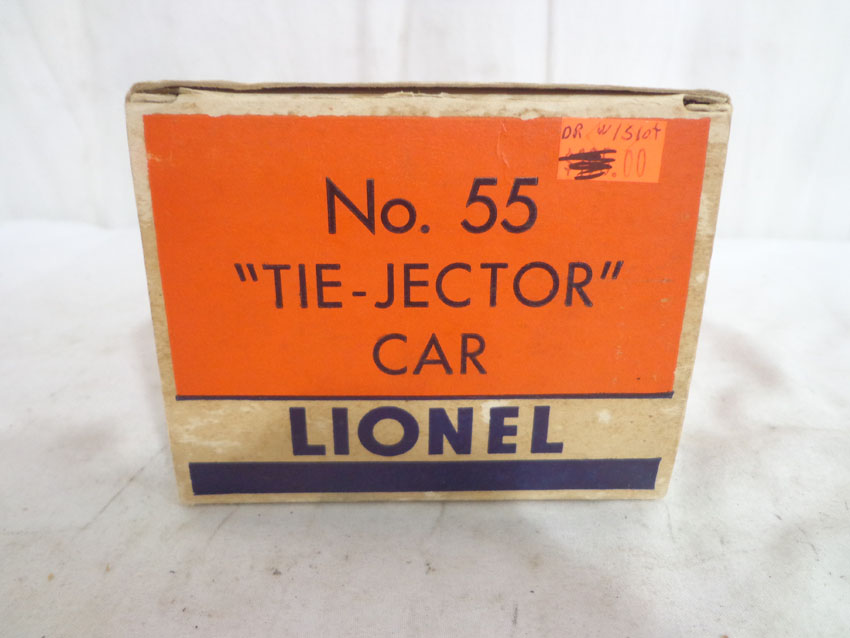 DR W/Slot
.00
No. 55
"TIE-JECTOR"
CAR
LIONEL